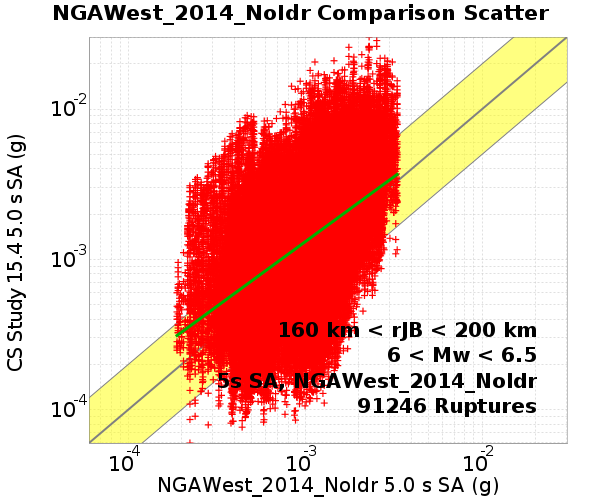 NGAWest_2014_NoIdr Comparison Scatter
CS Study 15.4 5.0 s SA (g)
10-2
10-3
10-4
160 km < rJB < 200 km
6 < Mw < 6.5
5s SA, NGAWest_2014_NoIdr
91246 Ruptures
10-4 10-3 10-2
NGAWest_2014_NoIdr 5.0 s SA (g)